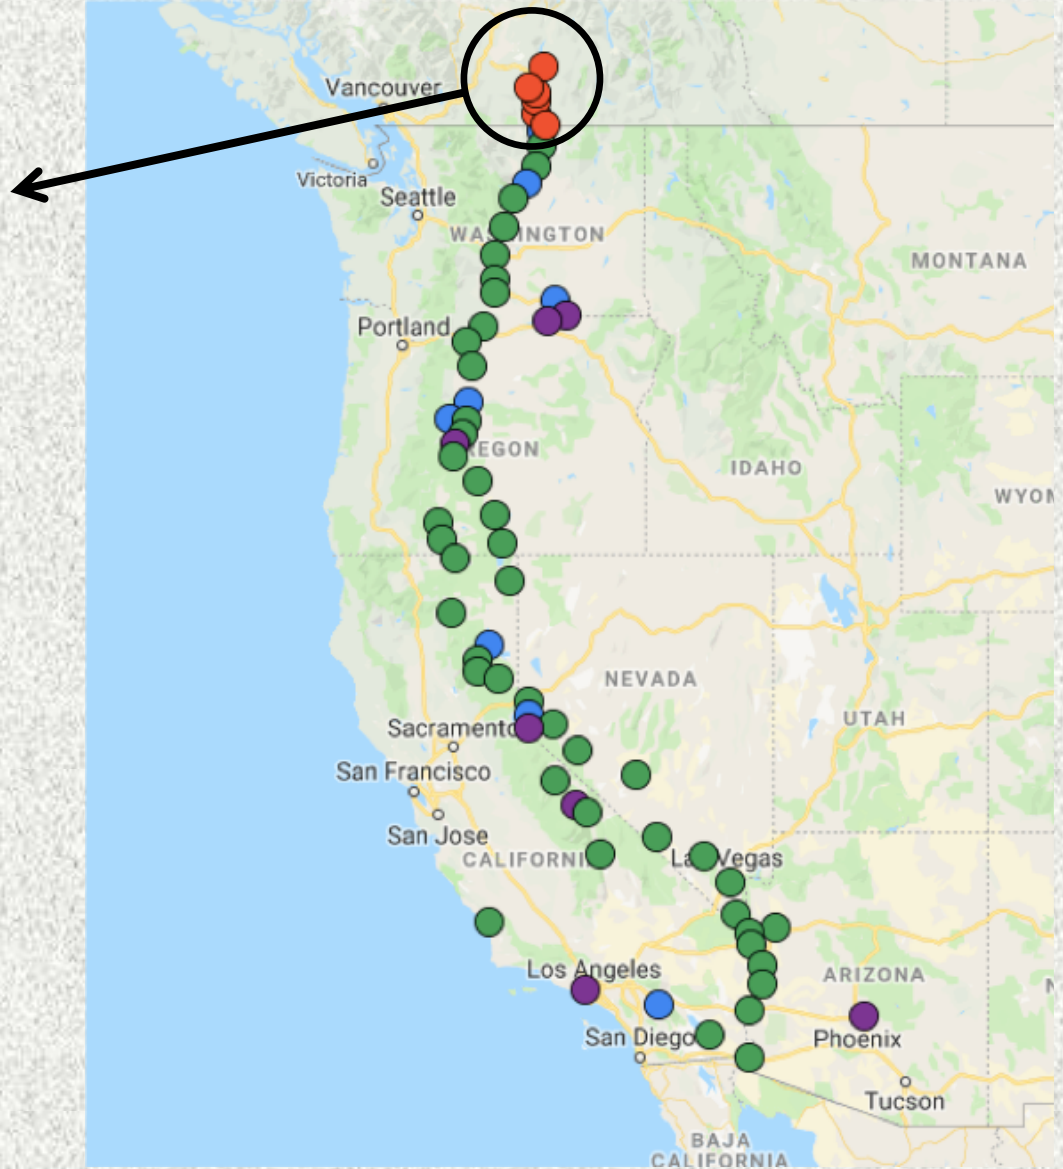 Vancouver
Victoria
Seattle
WASHINGTON
MONTANA
Portland
OREGON
IDAHO
WYOM
NEVADA
Sacramento
UTAH
San Francisco
San Jose
Las Vegas
CALIFORNIA
Los Angeles
ARIZONA
N
San Diego
Phoenix
Tucson
BAJA
CALIFORNIA